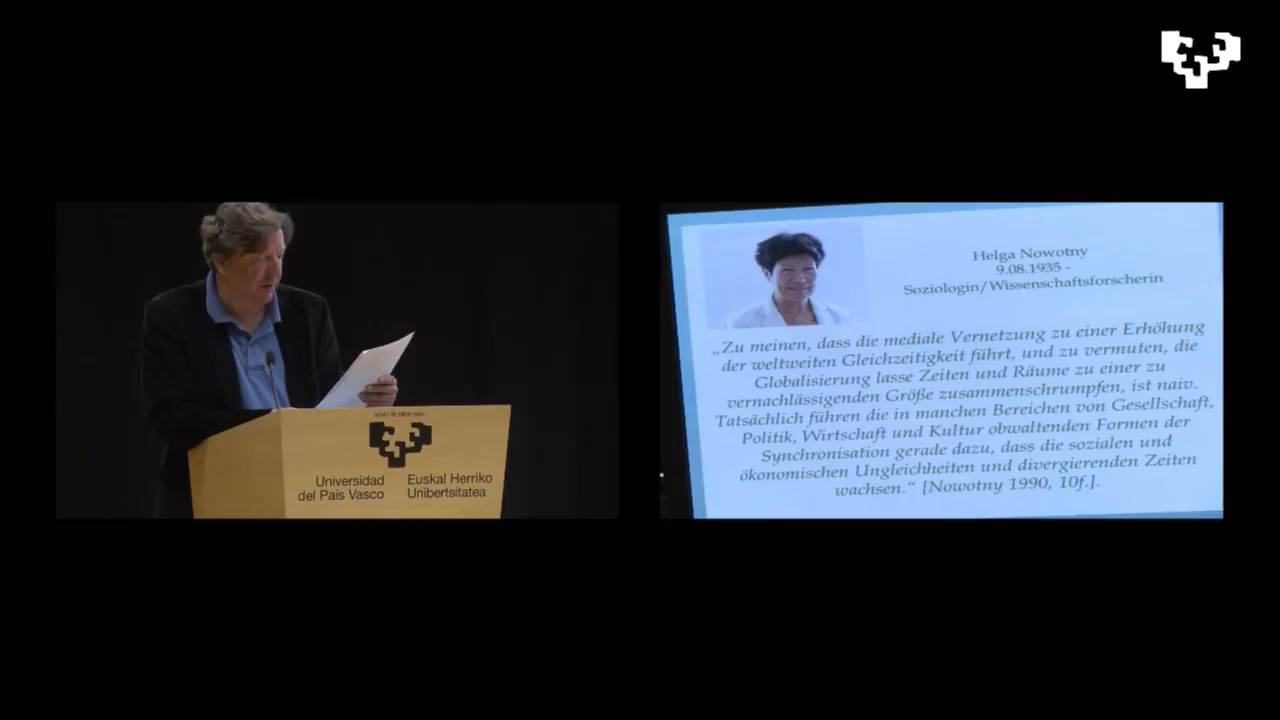 Universidad
del País Vasco
Euskal Herriko
Unibertsitatea
Helga Nowotny
9.08.1935 -
Soziologin/Wissenschaftsforscherin
„Zu meinen, dass die mediale Vernetzung zu einer Erhöhung
der weltweiten Gleichzeitigkeit führt, und zu vermuten, die
Globalisierung lasse Zeiten und Räume zu einer zu
vernachlässigenden Größe zusammenschrumpfen, ist naiv.
Tatsächlich führen die in manchen Bereichen von Gesellschaft,
Politik, Wirtschaft und Kultur obwaltenden Formen der
Synchronisation gerade dazu, dass die sozialen und
ökonomischen Ungleichheiten und divergierenden Zeiten
wachsen.“ [Nowotny 1990, 10f.].